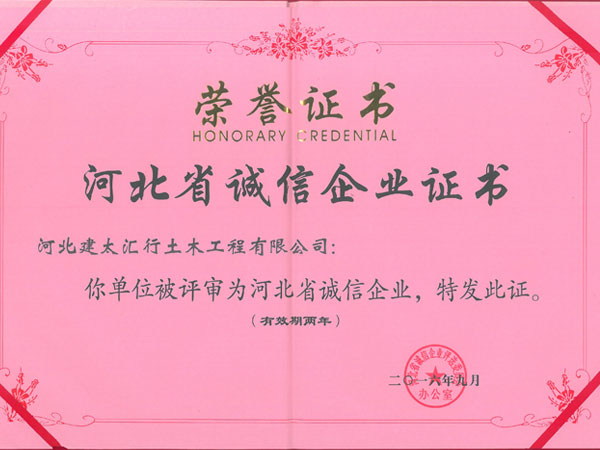 荣誉证书
HONORARY CREDENTIAL
河北省诚信企业证书
河北建太汇行土木工程有限公司：
你单位被评审为河北省诚信企业，特发此证。
（有效期两年）
二〇一六年九月
办公室